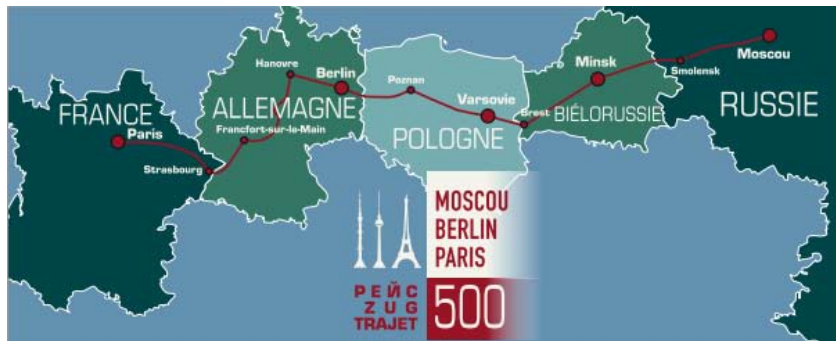 FRANCE
Paris
Strasbourg
ALLEMAGNE
Hanovre
Berlin
Francfort-sur-le-Main
Poznan
Varsovie
POLOGNE
Brest
Minsk
BIÉLORUSSIE
Smolensk
Moscou
RUSSIE
MOSCOU
BERLIN
PARIS
РЕЙС
ZUG
TRAJET
500